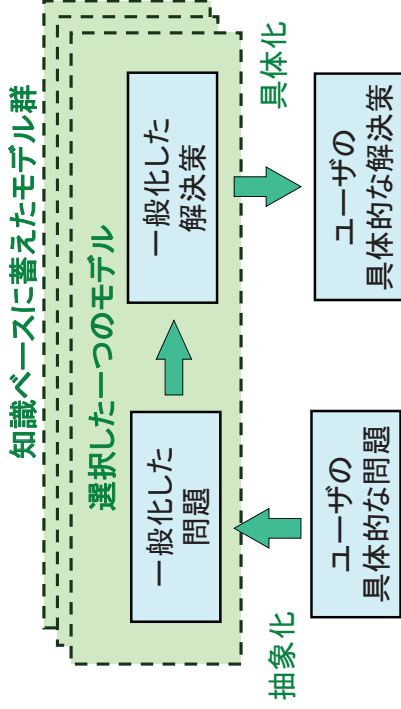 知識ベースに蓄えたモデル群
選択した一つのモデル
一般化した
問題
一般化した
解決策
抽象化
具体化
ユーザの
具体的な問題
ユーザの
具体的な解決策